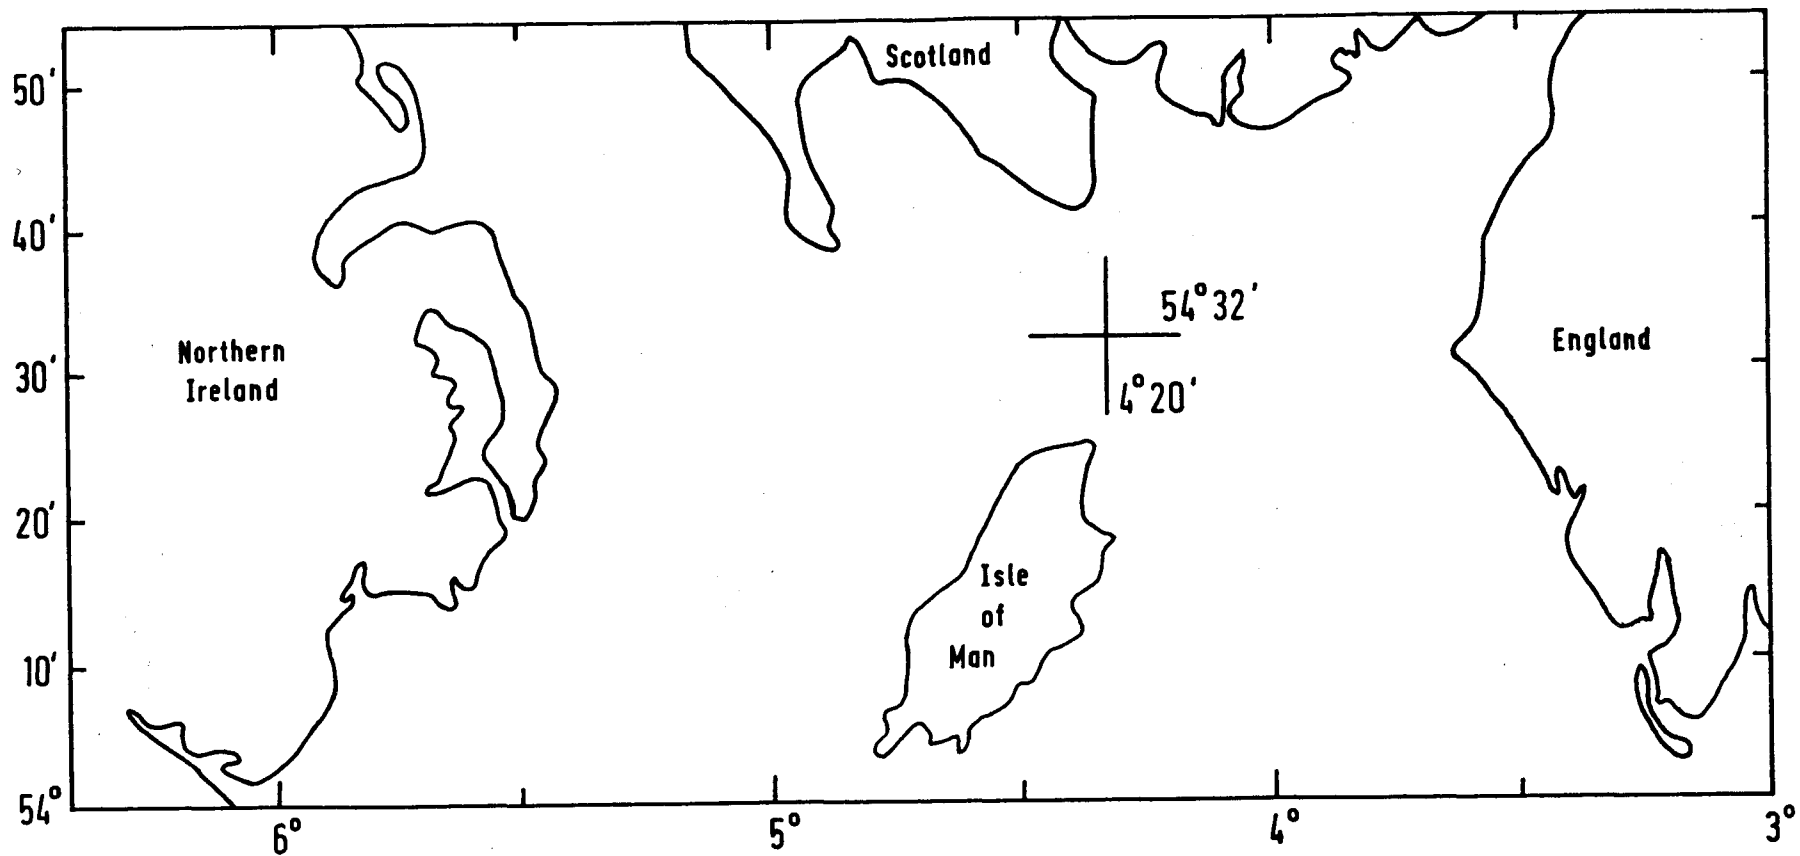 Scotland
50'
40'
54° 32'
Northern
Ireland
England
30'
4° 20'
20'
Isle
of
Man
10'
54°
6°
5°
4°
3°